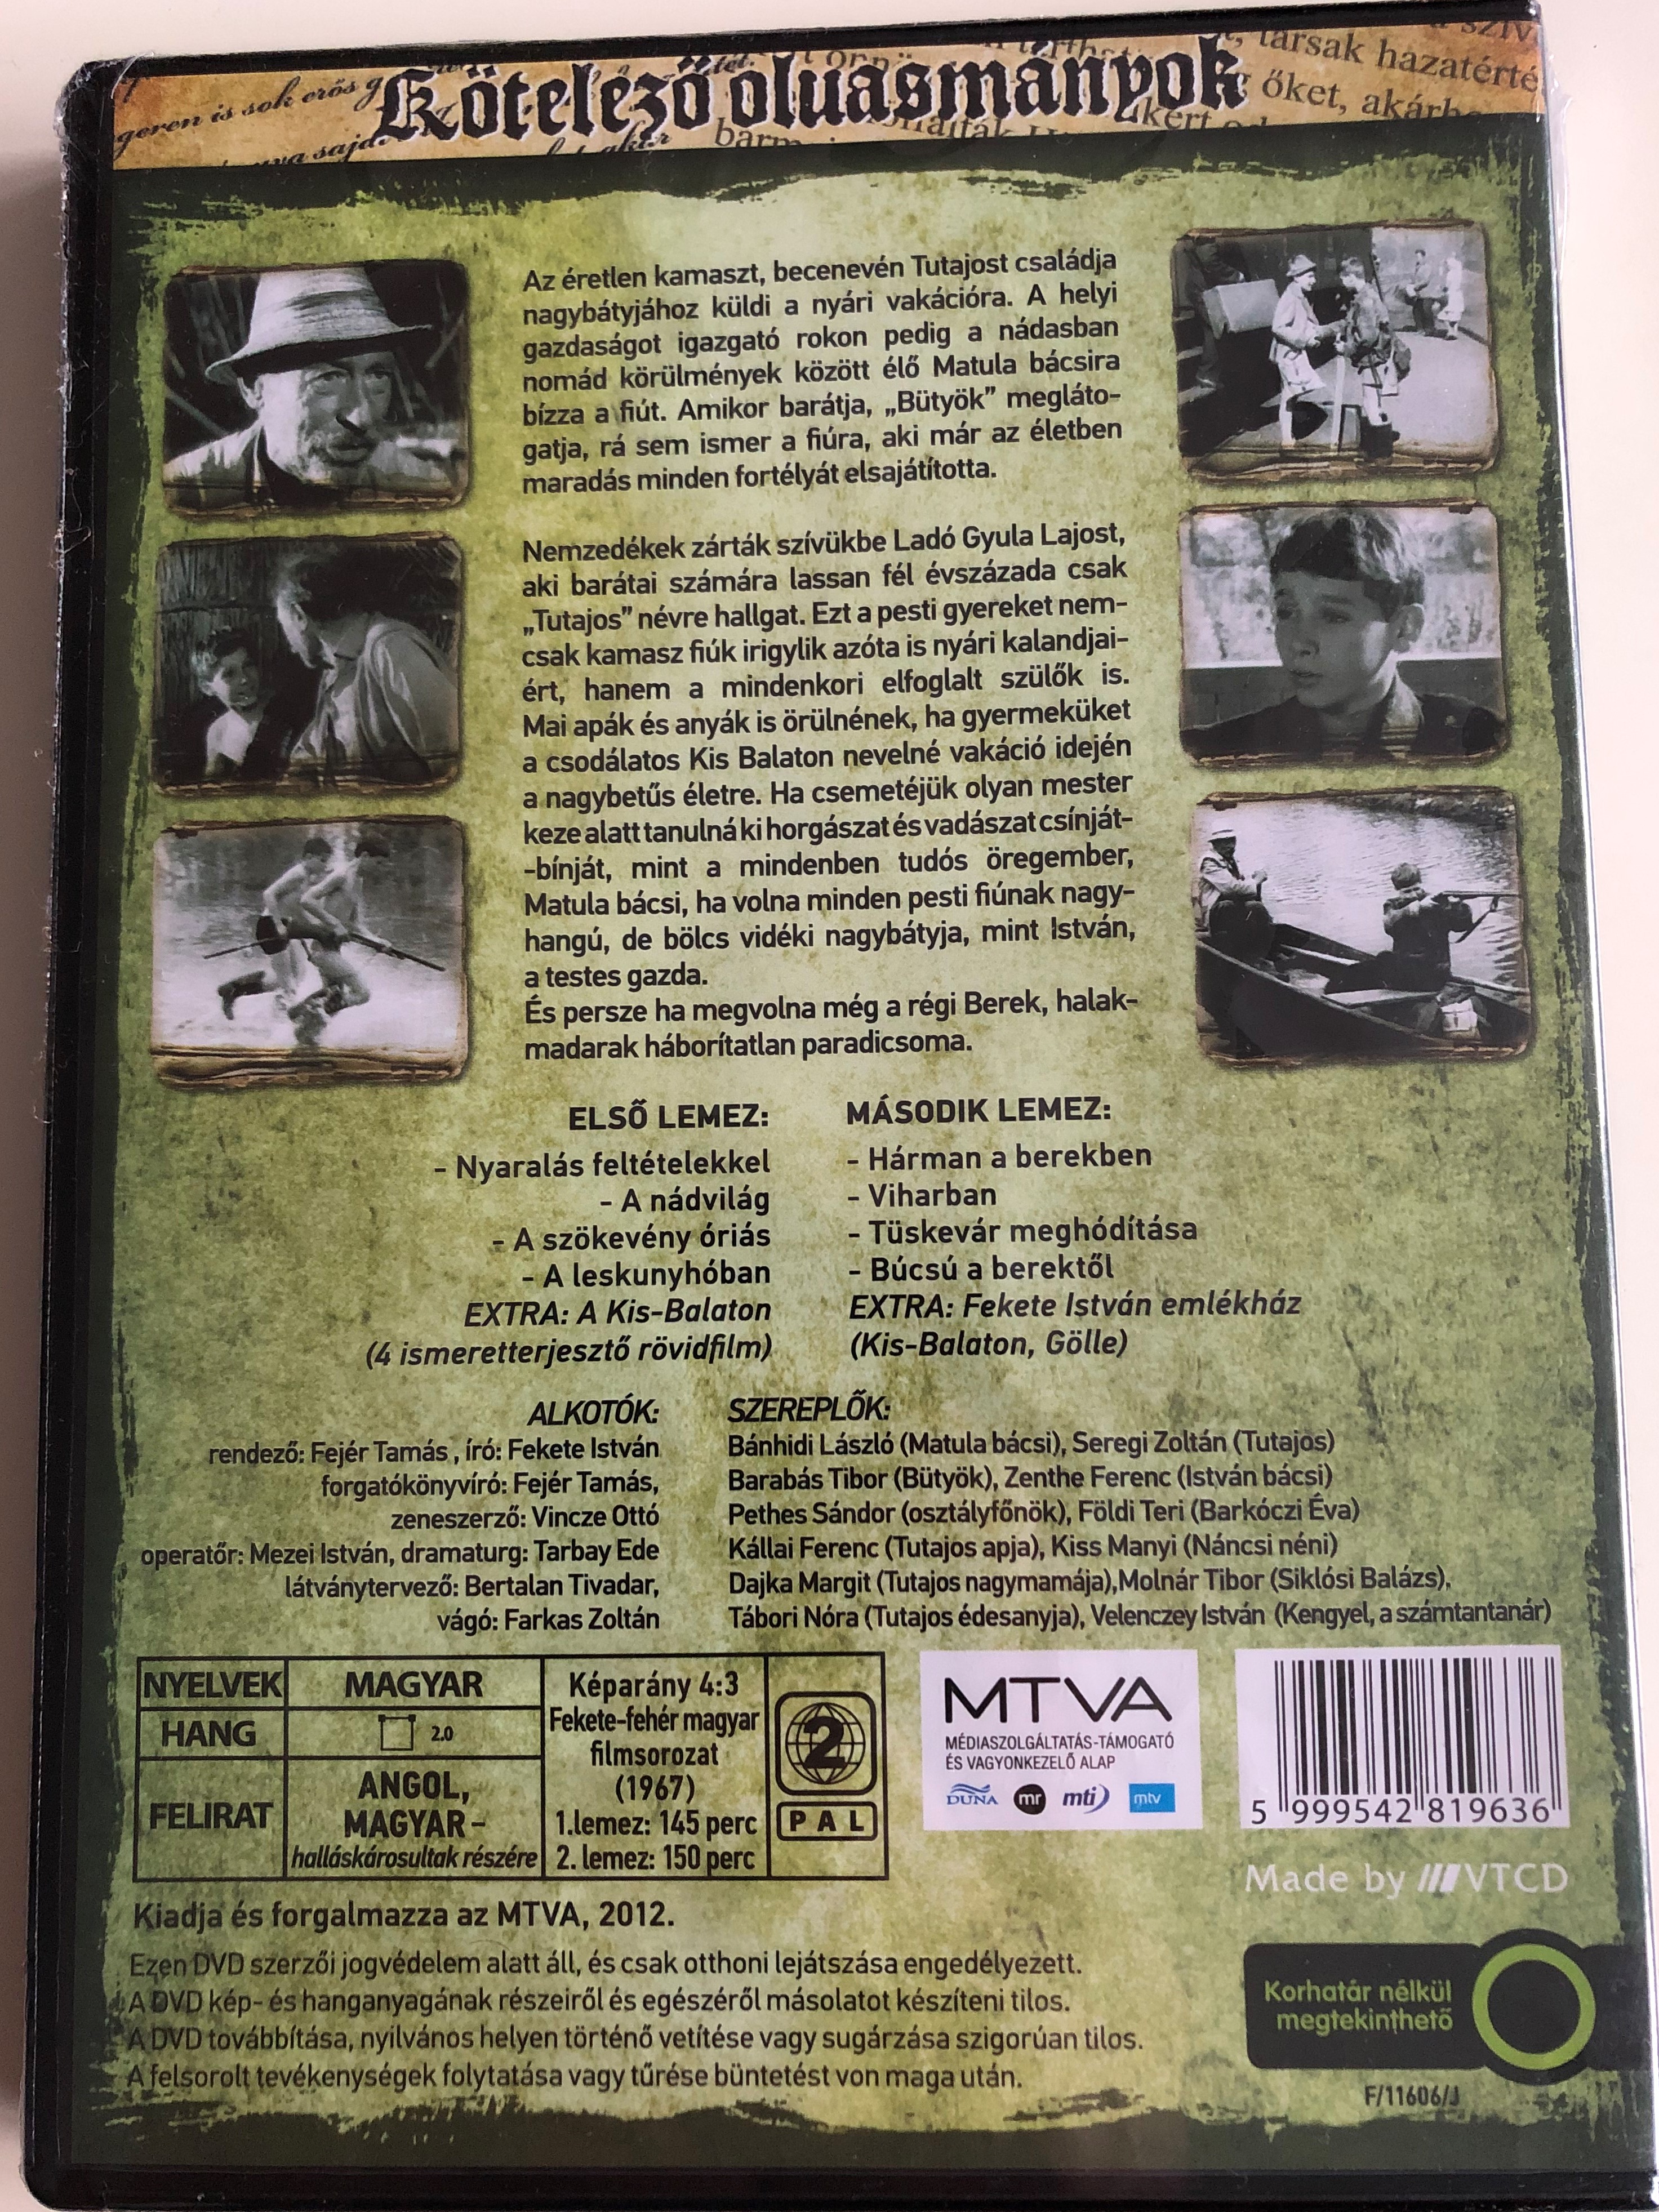 Kötelező olvasmányok
Az éretlen kamaszt, becenevén Tutajost családja
nagybátyjához küldi a nyári vakációra. A helyi
gazdaságot igazgató rokon pedig a nádasban
nomád körülmények között élő Matula bácsira
bízza a fiút. Amikor barátja, „Bütyök” megláto-
gatja, rá sem ismer a fiúra, aki már az életben
maradás minden fortélyát elsajátította.
Nemzedékek zárták szívükbe Ladó Gyula Lajost,
aki barátai számára lassan fél évszázada csak
„Tutajos” névre hallgat. Ezt a pesti gyereket nem-
csak kamasz fiúk irigylik azóta is nyári kalandjai-
ért, hanem a mindenkori elfoglalt szülők is.
Mai apák és anyák is örülnének, ha gyermeküket
a csodálatos Kis Balaton nevelné vakáció idején
a nagybetűs életre. Ha csemetéjük olyan mester
keze alatt tanulná ki horgászat és vadászat csínját-
-bínját, mint a mindenben tudós öregember,
Matula bácsi, ha volna minden pesti fiúnak nagy-
hangú, de bölcs vidéki nagybátyja, mint István,
a testes gazda.
És persze ha megvolna még a régi Berek, halak-
madarak háborítatlan paradicsoma.
ELSŐ LEMEZ:
- Nyaralás feltételekkel
- A nádvilág
- A szökevény óriás
- A leskunyhóban
EXTRA: A Kis-Balaton
(4 ismeretterjesztő rövidfilm)
MÁSODIK LEMEZ:
- Hárman a berekben
- Viharban
- Tüskevár meghódítása
- Búcsú a berektől
EXTRA: Fekete István emlékház
(Kis-Balaton, Gölle)
ALKOTÓK:
rendező: Fejér Tamás , író: Fekete István
forgatókönyvíró: Fejér Tamás,
zeneszerző: Vincze Ottó
operatőr: Mezei István, dramaturg: Tarbay Ede
látványtervező: Bertalan Tivadar,
vágó: Farkas Zoltán
SZEREPLŐK:
Bánhidi László (Matula bácsi), Seregi Zoltán (Tutajos)
Barabás Tibor (Bütyök), Zenthe Ferenc (István bácsi)
Pethes Sándor (osztályfőnök), Földi Teri (Barkóczi Éva)
Kállai Ferenc (Tutajos apja), Kiss Manyi (Náncsi néni)
Dajka Margit (Tutajos nagymamája),Molnár Tibor (Siklósi Balázs),
Tábori Nóra (Tutajos édesanyja), Velenczey István (Kengyel, a számtantanár)
NYELVEK MAGYAR
HANG 2.0
FELIRAT ANGOL,
MAGYAR -
halláskárosultak részére
Képarány 4:3
Fekete-fehér magyar
filmsorozat
(1967)
1.lemez: 145 perc
2. lemez: 150 perc
2
PAL
MTVA
MÉDIASZOLGÁLTATÁS-TÁMOGATÓ
ÉS VAGYONKEZELŐ ALAP
DUNA mr mti mtv
5 999542 819636
Made by VTCD
Kiadja és forgalmazza az MTVA, 2012.
Ezen DVD szerzői jogvédelem alatt áll, és csak otthoni lejátszása engedélyezett.
A DVD kép- és hanganyagának részeiről és egészéről másolatot készíteni tilos.
A DVD továbbítása, nyilvános helyen történő vetítése vagy sugárzása szigorúan tilos.
A felsorolt tevékenységek folytatása vagy tűrése büntetést von maga után.
Korhatár nélkül
megtekinthető
F/11606/J